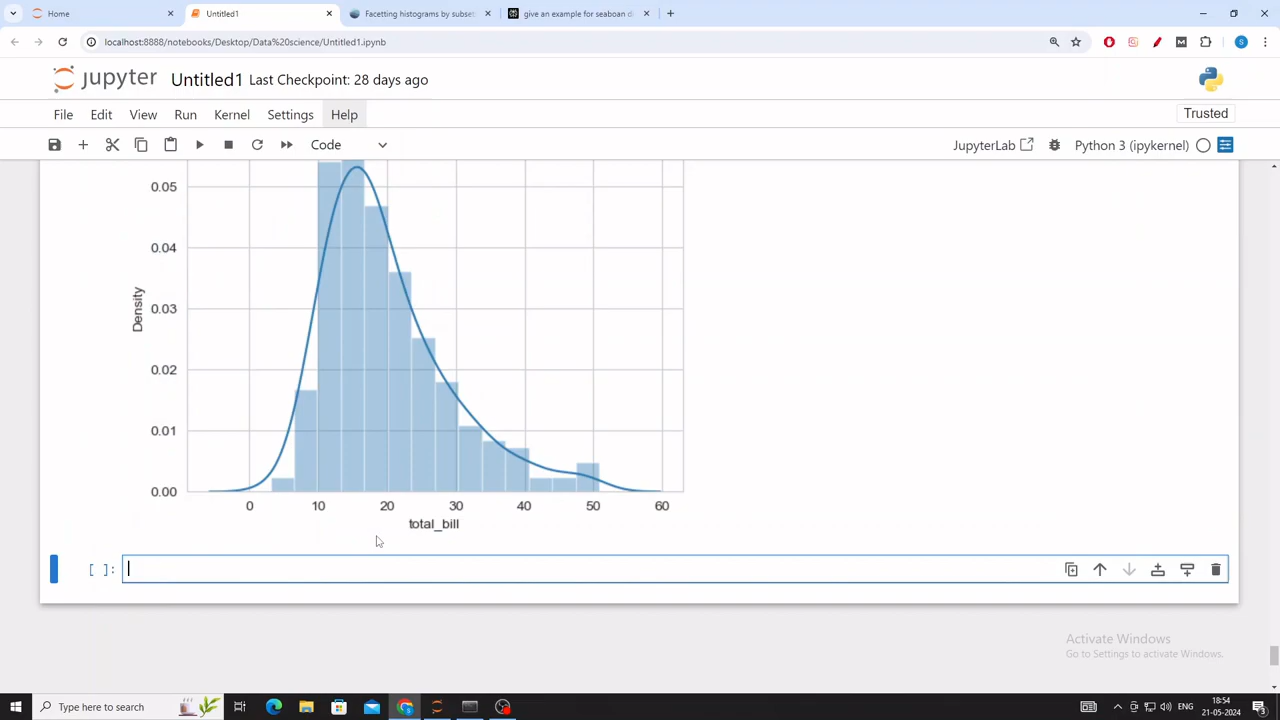 Home
Untitled1
Facetting histograms by subse
give an example for seaboan d
localhost:8888/notebooks/Desktop/Data%20science/Untitled1.ipynb
jupyter Untitled1 Last Checkpoint: 28 days ago
File Edit View Run Kernel Settings Help
Trusted
Code
JupyterLab
Python 3 (ipykernel)
0.05
0.04
0.03
0.02
0.01
0.00
Density
0 10 20 30 40 50 60
total_bill
[ ]:
Activate Windows
Go to Settings to activate Windows.
Type here to search
ENG
18:54
21-05-2024